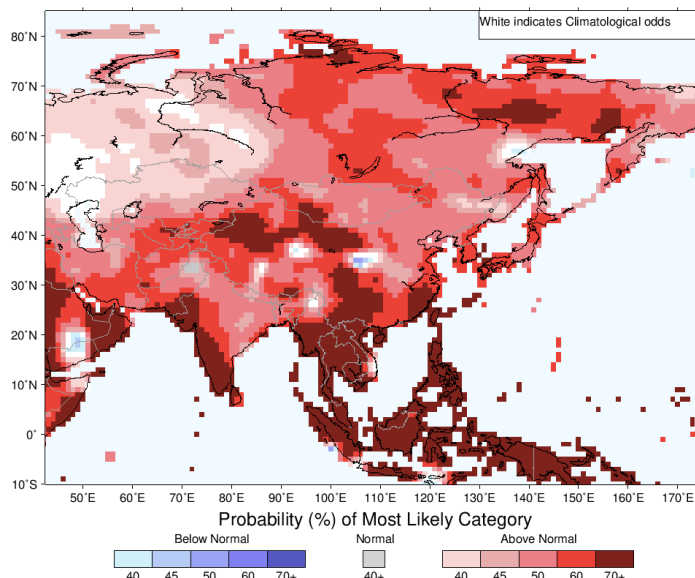 White indicates Climatological odds
80°N
70°N
60°N
50°N
40°N
30°N
20°N
10°N
0°
10°S
50°E 60°E 70°E 80°E 90°E 100°E 110°E 120°E 130°E 140°E 150°E 160°E 170°E
Probability (%) of Most Likely Category
Below Normal Normal Above Normal
40 45 50 60 70+ 40+ 40 45 50 60 70+